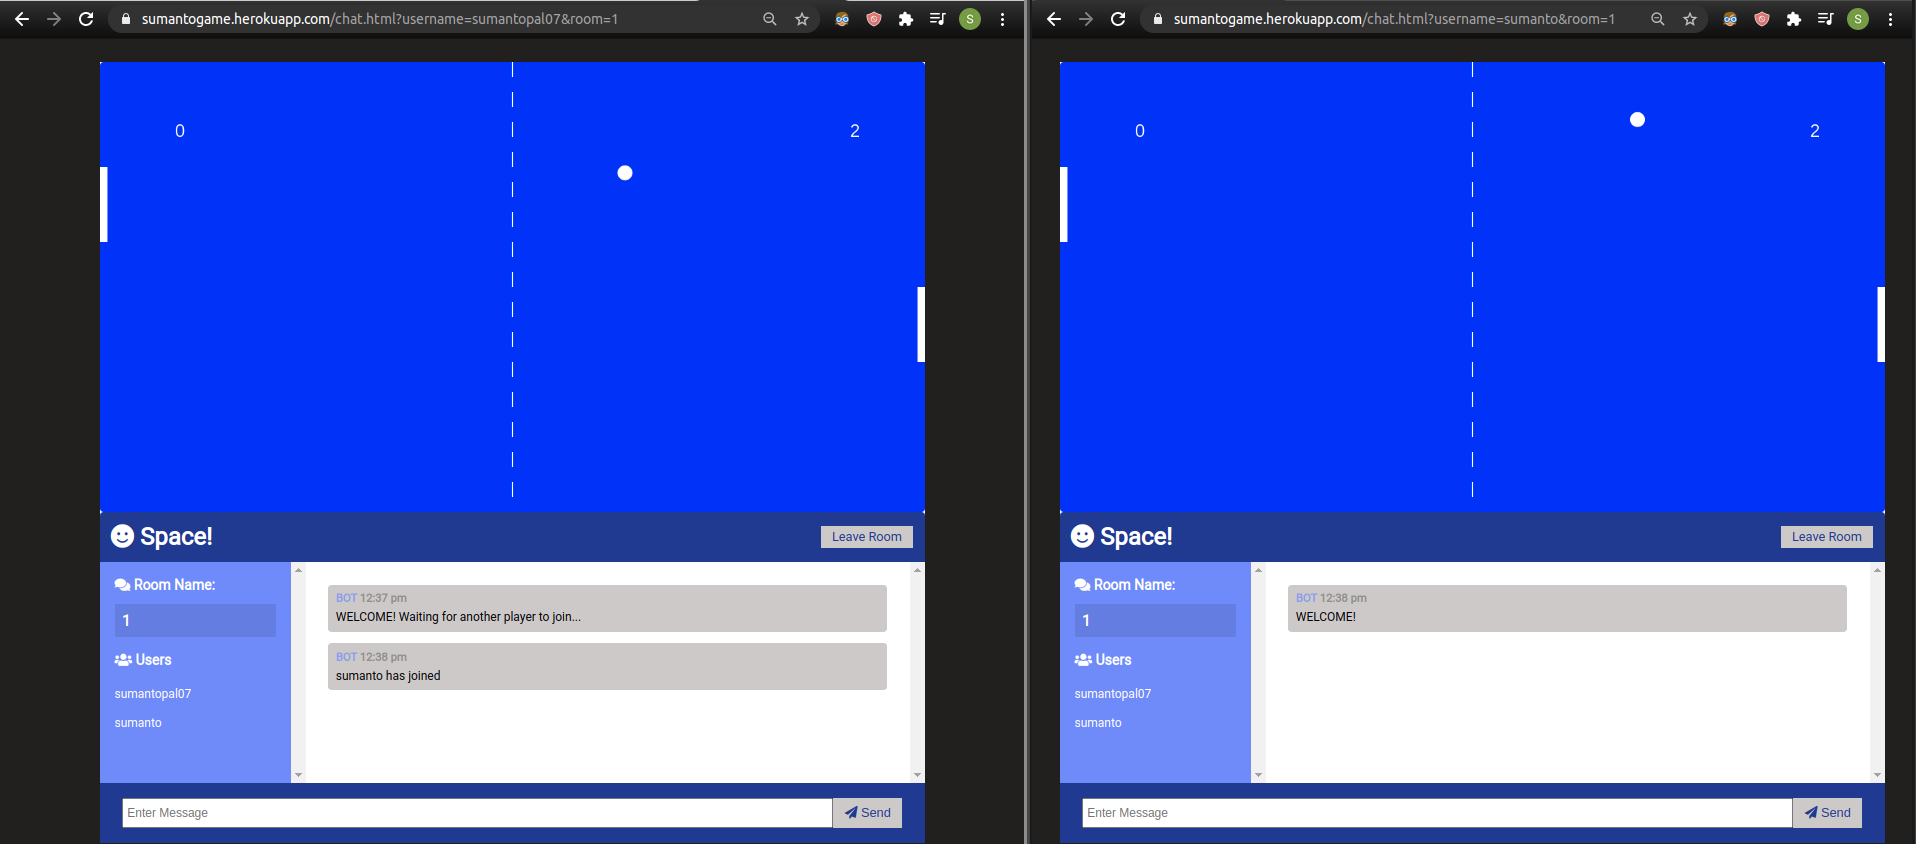 sumantogame.herokuapp.com/chat.html?username=sumantopal07&room=1
S
0
2
Space!
Leave Room
Room Name:
1
Users
sumantopal07
sumanto
BOT 12:37 pm
WELCOME! Waiting for another player to join...
BOT 12:38 pm
sumanto has joined
Enter Message
Send
sumantogame.herokuapp.com/chat.html?username=sumanto&room=1
S
0
2
Space!
Leave Room
Room Name:
1
Users
sumantopal07
sumanto
BOT 12:38 pm
WELCOME!
Enter Message
Send